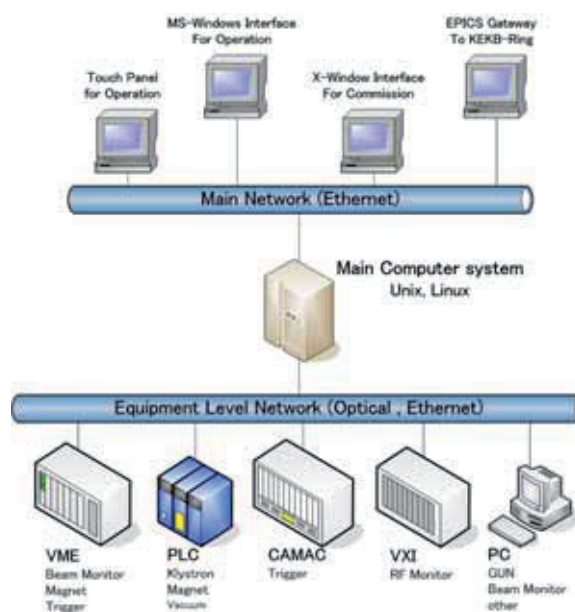 MS-Windows Interface
For Operation
EPICS Gateway
To KEKB-Ring
Touch Panel
for Operation
X-Window Interface
For Commission
Main Network (Ethernet)
Main Computer system
Unix, Linux
Equipment Level Network (Optical , Ethernet)
VME
Beam Monitor
Magnet
Trigger
PLC
Klystron
Magnet
Vacuum
CAMAC
Trigger
VXI
RF Monitor
PC
GUN
Beam Monitor
other